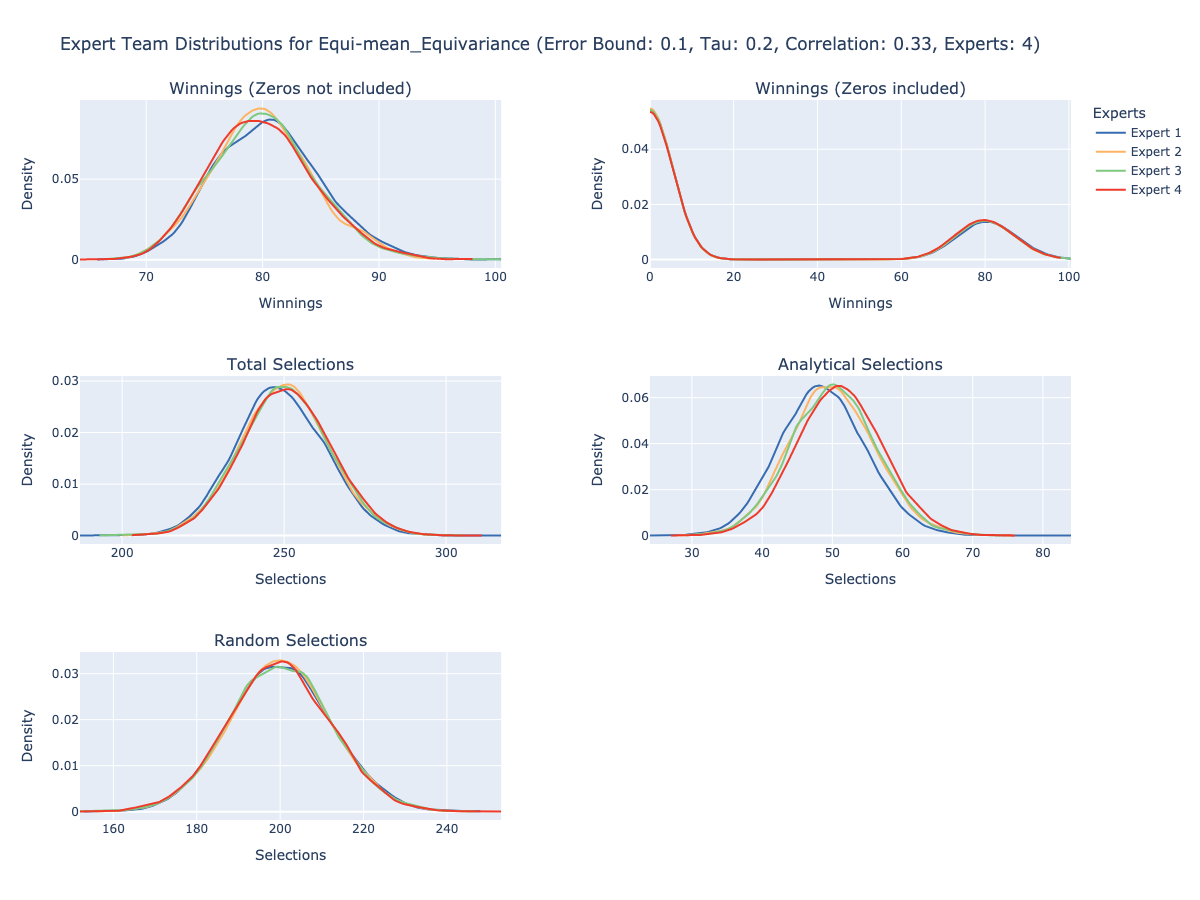 Expert Team Distributions for Equi-mean_Equivariance (Error Bound: 0.1, Tau: 0.2, Correlation: 0.33, Experts: 4)
Winnings (Zeros not included)
Density
0.05
0
70 80 90 100
Winnings
Winnings (Zeros included)
Density
0.04
0.02
0
0 20 40 60 80 100
Winnings
Experts
Expert 1
Expert 2
Expert 3
Expert 4
Total Selections
Density
0.03
0.02
0.01
0
200 250 300
Selections
Analytical Selections
Density
0.06
0.04
0.02
0
30 40 50 60 70 80
Selections
Random Selections
Density
0.03
0.02
0.01
0
160 180 200 220 240
Selections